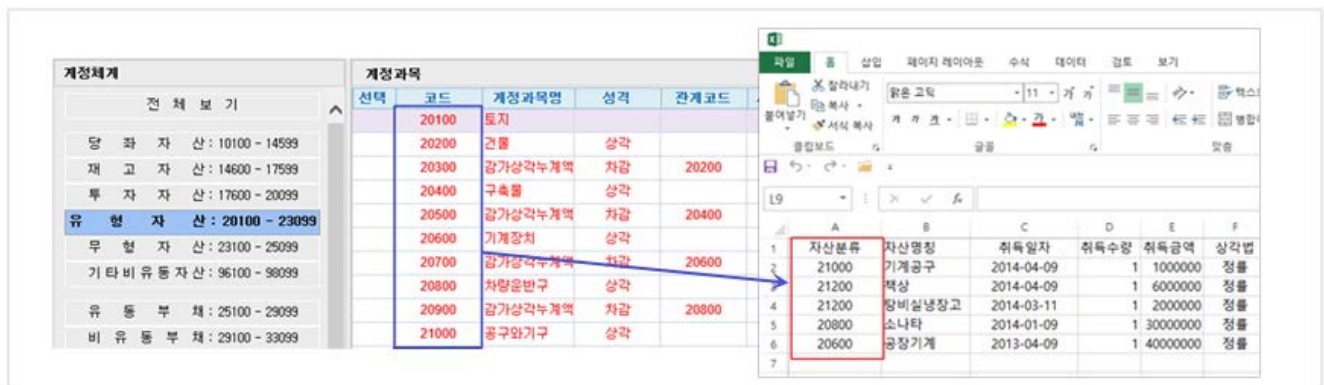 계정체계
전 체 보 기
당 좌 자 산 : 10100 - 14599
재 고 자 산 : 14600 - 17599
투 자 자 산 : 17600 - 20099
유 형 자 산 : 20100 - 23099
무 형 자 산 : 23100 - 25099
기 타 비 유 동 자 산 : 96100 - 98099
유 동 부 채 : 25100 - 29099
비 유 동 부 채 : 29100 - 33099
계정과목
선택 코드 계정과목명 성격 관계코드
20100 토지
20200 건물 상각
20300 감가상각누계액 차감 20200
20400 구축물 상각
20500 감가상각누계액 차감 20400
20600 기계장치 상각
20700 감가상각누계액 차감 20600
20800 차량운반구 상각
20900 감가상각누계액 차감 20800
21000 공구와기구 상각
파일 홈 삽입 페이지 레이아웃 수식 데이터 검토 보기
붙여넣기
잘라내기
복사
서식 복사
클립보드
맑은 고딕 11
가 가 가
글꼴
텍스
병합
맞춤
L9 fx
A B C D E F
1 자산분류 자산명칭 취득일자 취득수량 취득금액 상각법
2 21000 기계공구 2014-04-09 1 1000000 정률
3 21200 책상 2014-04-09 1 6000000 정률
4 21200 탕비실냉장고 2014-03-11 1 2000000 정률
5 20800 소나타 2014-01-09 1 30000000 정률
6 20600 공장기계 2013-04-09 1 40000000 정률
7